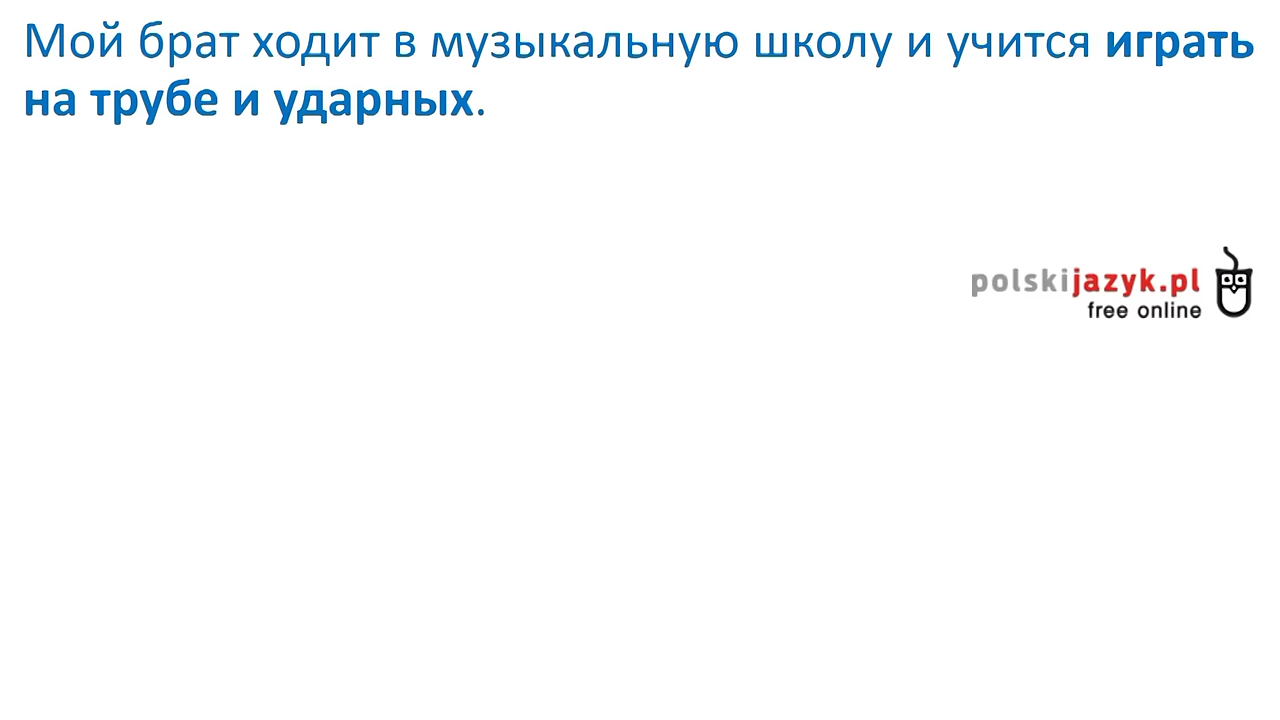 Мой брат ходит в музыкальную школу и учится играть
на трубе и ударных.
polskijazyk.pl
free online